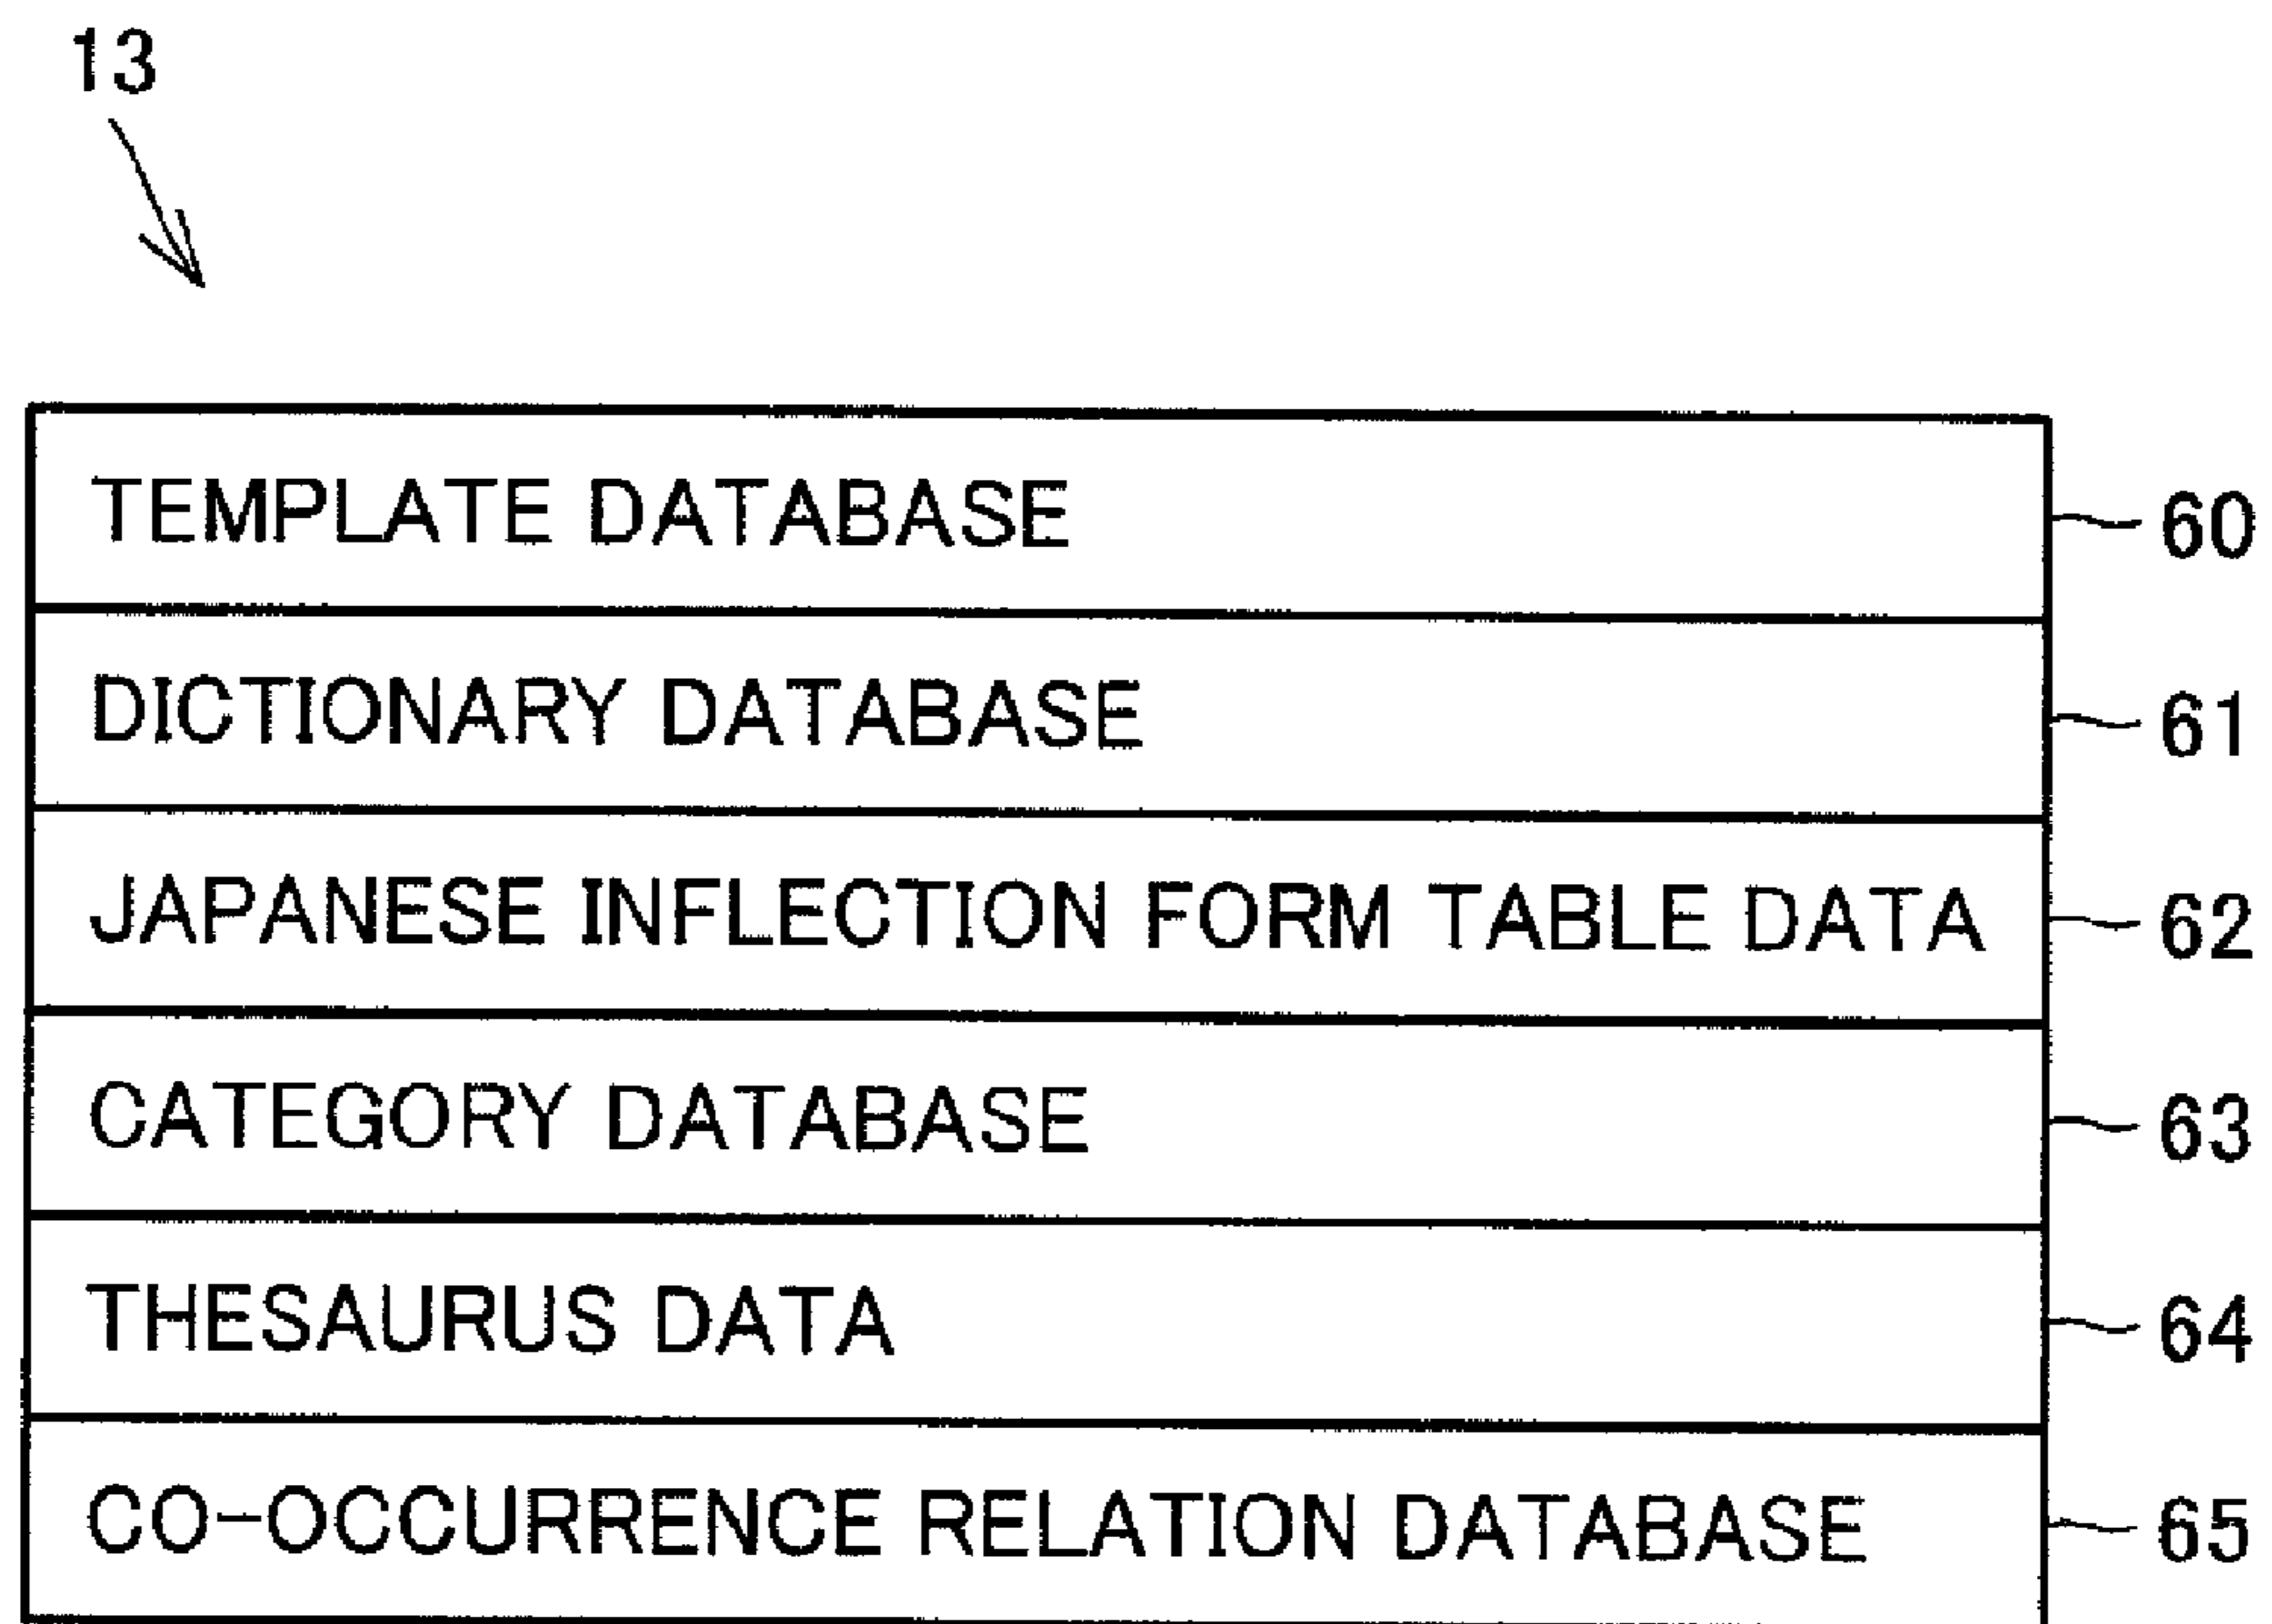 13
TEMPLATE DATABASE 60
DICTIONARY DATABASE 61
JAPANESE INFLECTION FORM TABLE DATA 62
CATEGORY DATABASE 63
THESAURUS DATA 64
CO-OCCURRENCE RELATION DATABASE 65